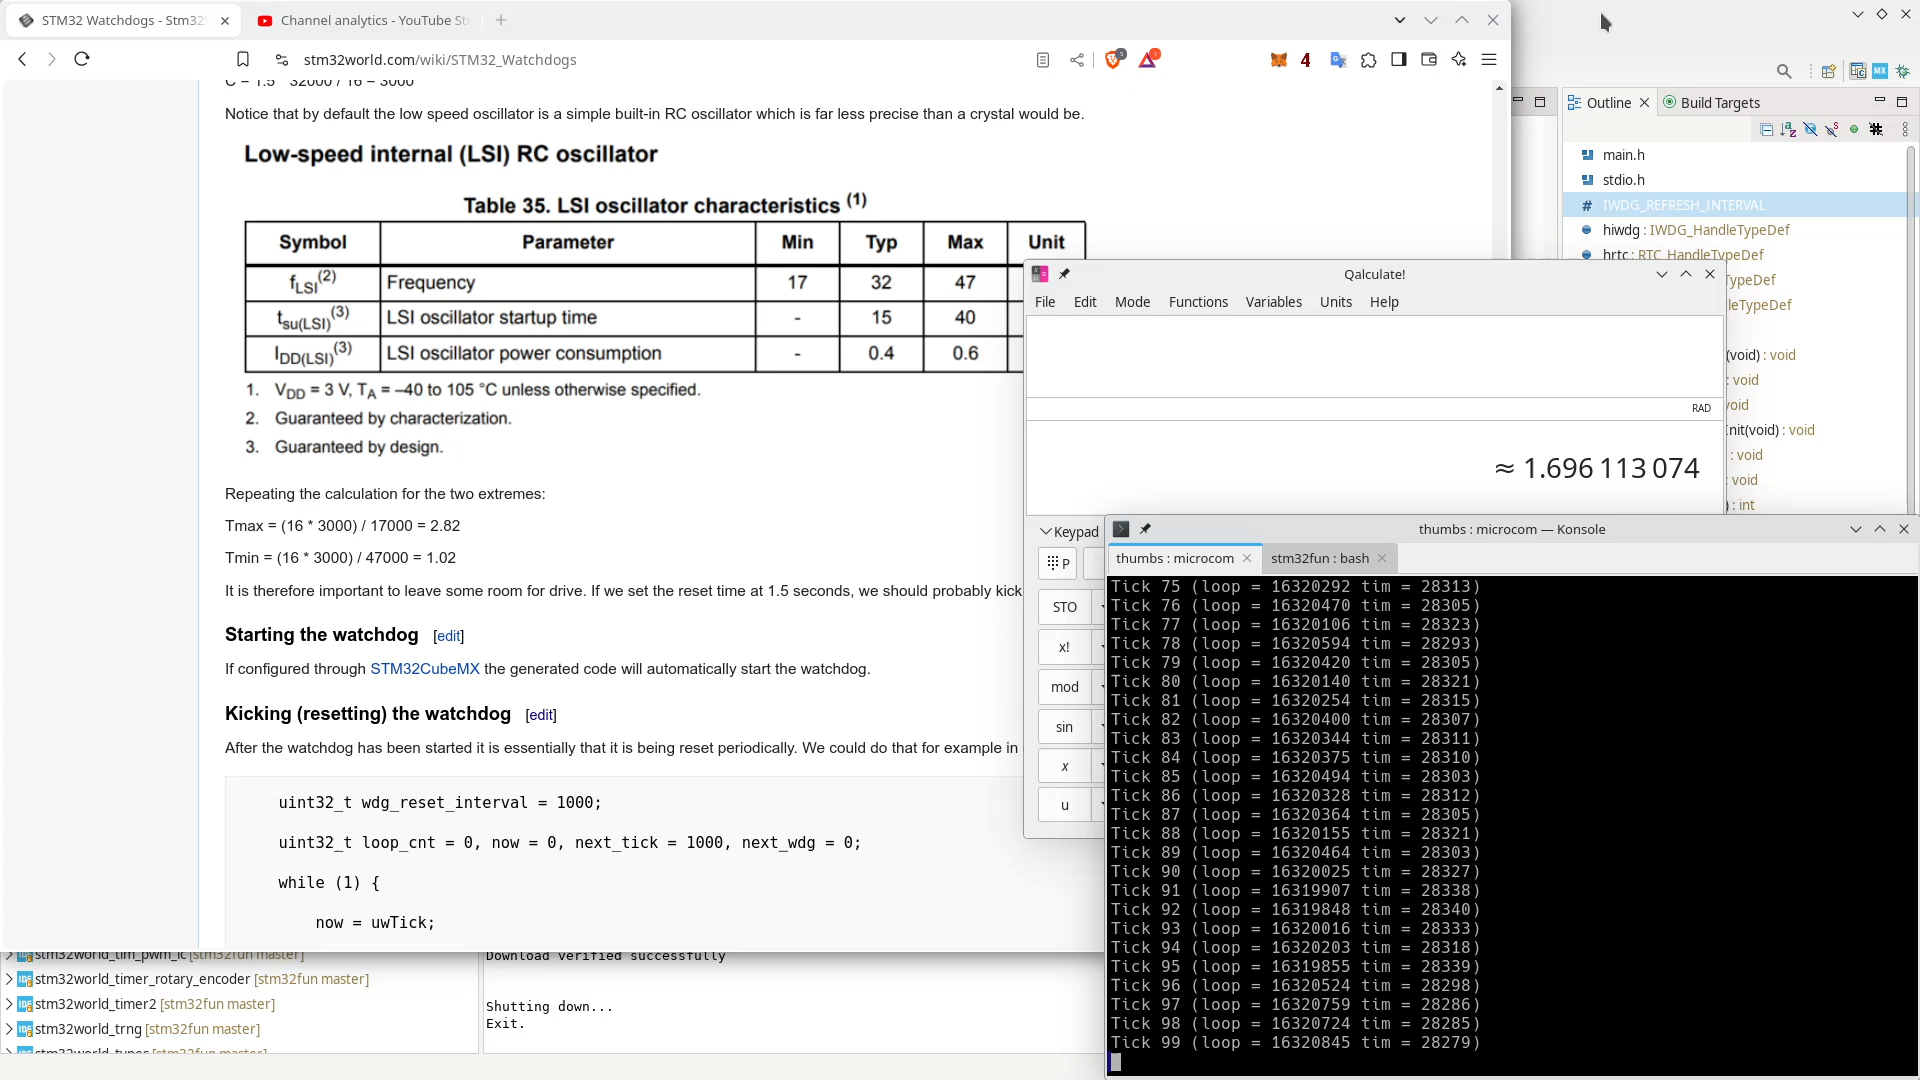 STM32 Watchdogs - Stm32
Channel analytics - YouTube St
stm32world.com/wiki/STM32_Watchdogs
Notice that by default the low speed oscillator is a simple built-in RC oscillator which is far less precise than a crystal would be.
Low-speed internal (LSI) RC oscillator
Table 35. LSI oscillator characteristics (1)
Symbol Parameter Min Typ Max Unit
fLSI(2) Frequency 17 32 47
tsu(LSI)(3) LSI oscillator startup time - 15 40
IDD(LSI)(3) LSI oscillator power consumption - 0.4 0.6
1. VDD = 3 V, TA = –40 to 105 °C unless otherwise specified.
2. Guaranteed by characterization.
3. Guaranteed by design.
Repeating the calculation for the two extremes:
Tmax = (16 * 3000) / 17000 = 2.82
Tmin = (16 * 3000) / 47000 = 1.02
It is therefore important to leave some room for drive. If we set the reset time at 1.5 seconds, we should probably kick
Starting the watchdog [edit]
If configured through STM32CubeMX the generated code will automatically start the watchdog.
Kicking (resetting) the watchdog [edit]
After the watchdog has been started it is essentially that it is being reset periodically. We could do that for example in
uint32_t wdg_reset_interval = 1000;
uint32_t loop_cnt = 0, now = 0, next_tick = 1000, next_wdg = 0;
while (1) {
now = uwTick;
stm32world_tim_pwm_ic [stm32fun master]
stm32world_timer_rotary_encoder [stm32fun master]
stm32world_timer2 [stm32fun master]
stm32world_trng [stm32fun master]
stm32world_types [stm32fun master]
Download verified successfully
Shutting down...
Exit.
MX
Outline
Build Targets
main.h
stdio.h
IWDG_REFRESH_INTERVAL
hiwdg : IWDG_HandleTypeDef
hrtc : RTC_HandleTypeDef
TypeDef
leTypeDef
(void) : void
: void
void
Init(void) : void
: void
: void
) : int
Qalculate!
File Edit Mode Functions Variables Units Help
RAD
≈ 1.696 113 074
Keypad
P
STO
x!
mod
sin
x
u
thumbs : microcom — Konsole
thumbs : microcom
stm32fun : bash
Tick 75 (loop = 16320292 tim = 28313)
Tick 76 (loop = 16320470 tim = 28305)
Tick 77 (loop = 16320106 tim = 28323)
Tick 78 (loop = 16320594 tim = 28293)
Tick 79 (loop = 16320420 tim = 28305)
Tick 80 (loop = 16320140 tim = 28321)
Tick 81 (loop = 16320254 tim = 28315)
Tick 82 (loop = 16320400 tim = 28307)
Tick 83 (loop = 16320344 tim = 28311)
Tick 84 (loop = 16320375 tim = 28310)
Tick 85 (loop = 16320494 tim = 28303)
Tick 86 (loop = 16320328 tim = 28312)
Tick 87 (loop = 16320364 tim = 28305)
Tick 88 (loop = 16320155 tim = 28321)
Tick 89 (loop = 16320464 tim = 28303)
Tick 90 (loop = 16320025 tim = 28327)
Tick 91 (loop = 16319907 tim = 28338)
Tick 92 (loop = 16319848 tim = 28340)
Tick 93 (loop = 16320016 tim = 28333)
Tick 94 (loop = 16320203 tim = 28318)
Tick 95 (loop = 16319855 tim = 28339)
Tick 96 (loop = 16320524 tim = 28298)
Tick 97 (loop = 16320759 tim = 28286)
Tick 98 (loop = 16320724 tim = 28285)
Tick 99 (loop = 16320845 tim = 28279)